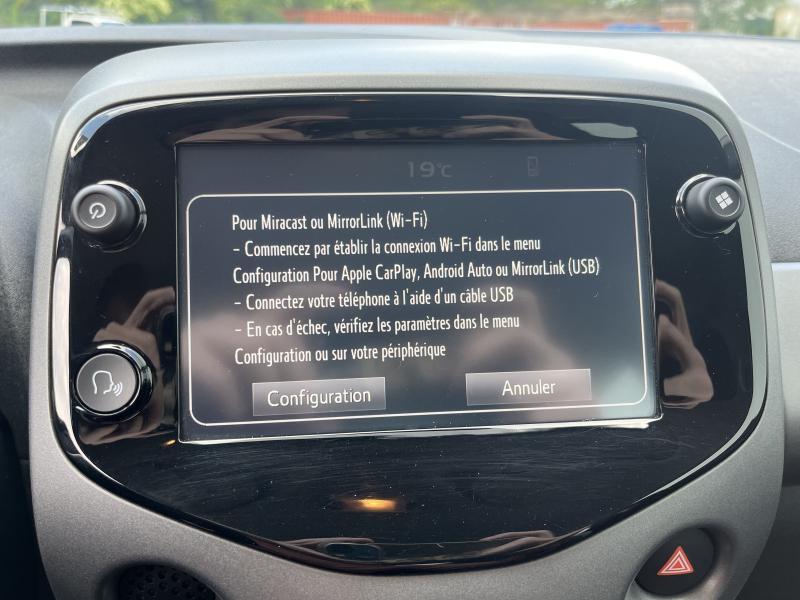 19°C
Pour Miracast ou MirrorLink (Wi-Fi)
- Commencez par établir la connexion Wi-Fi dans le menu
Configuration Pour Apple CarPlay, Android Auto ou MirrorLink (USB)
- Connectez votre téléphone à l'aide d'un câble USB
- En cas d'échec, vérifiez les paramètres dans le menu
Configuration ou sur votre périphérique
Configuration
Annuler